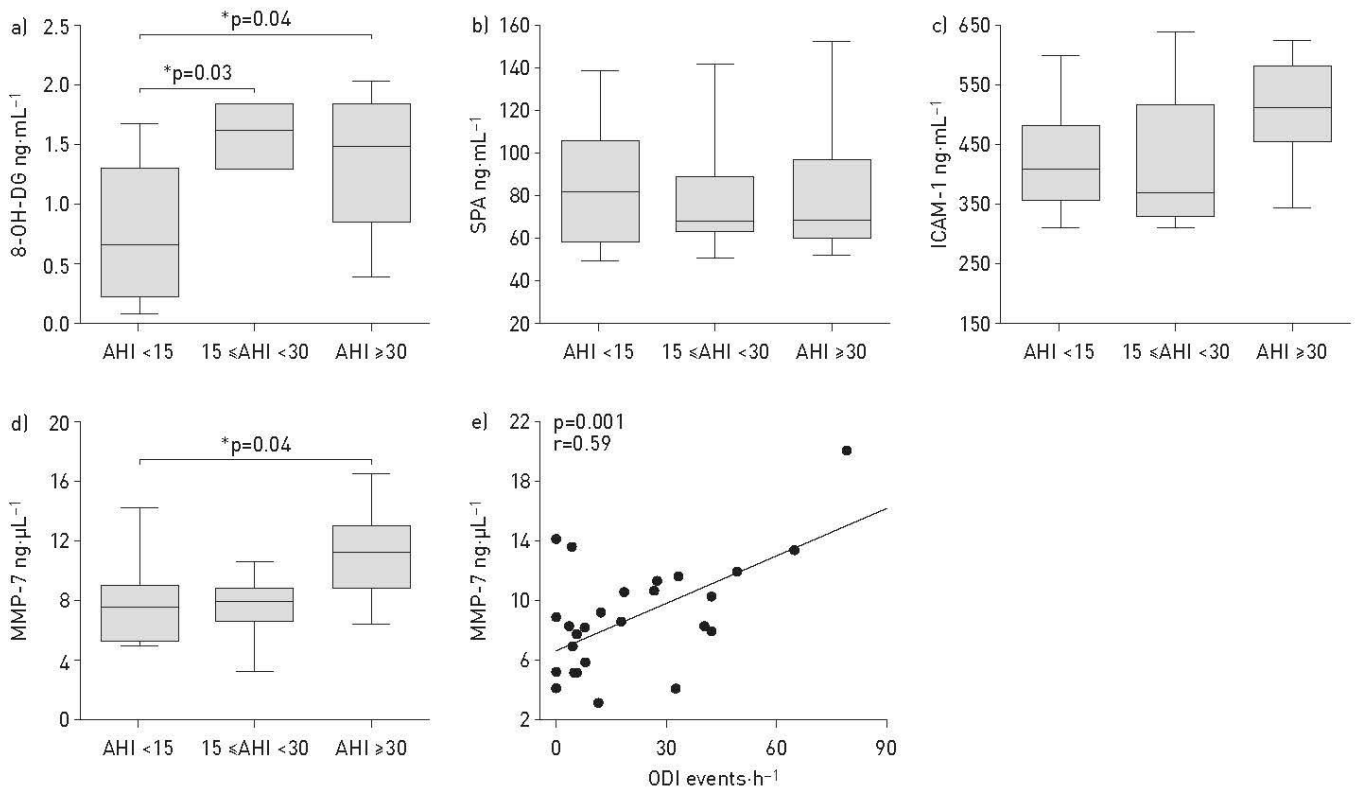 a)
2.5
2.0
1.5
1.0
0.5
0.0
8-OH-DG ng·mL⁻¹
*p=0.04
*p=0.03
AHI <15
15 ⩽AHI <30
AHI ⩾30
b)
160
140
120
100
80
60
40
20
SPA ng·mL⁻¹
AHI <15
15 ⩽AHI <30
AHI ⩾30
c)
650
550
450
350
250
150
ICAM-1 ng·mL⁻¹
AHI <15
15 ⩽AHI <30
AHI ⩾30
d)
20
16
12
8
4
0
MMP-7 ng·µL⁻¹
*p=0.04
AHI <15
15 ⩽AHI <30
AHI ⩾30
e)
22
18
14
10
6
2
MMP-7 ng·µL⁻¹
p=0.001
r=0.59
0
30
60
90
ODI events·h⁻¹